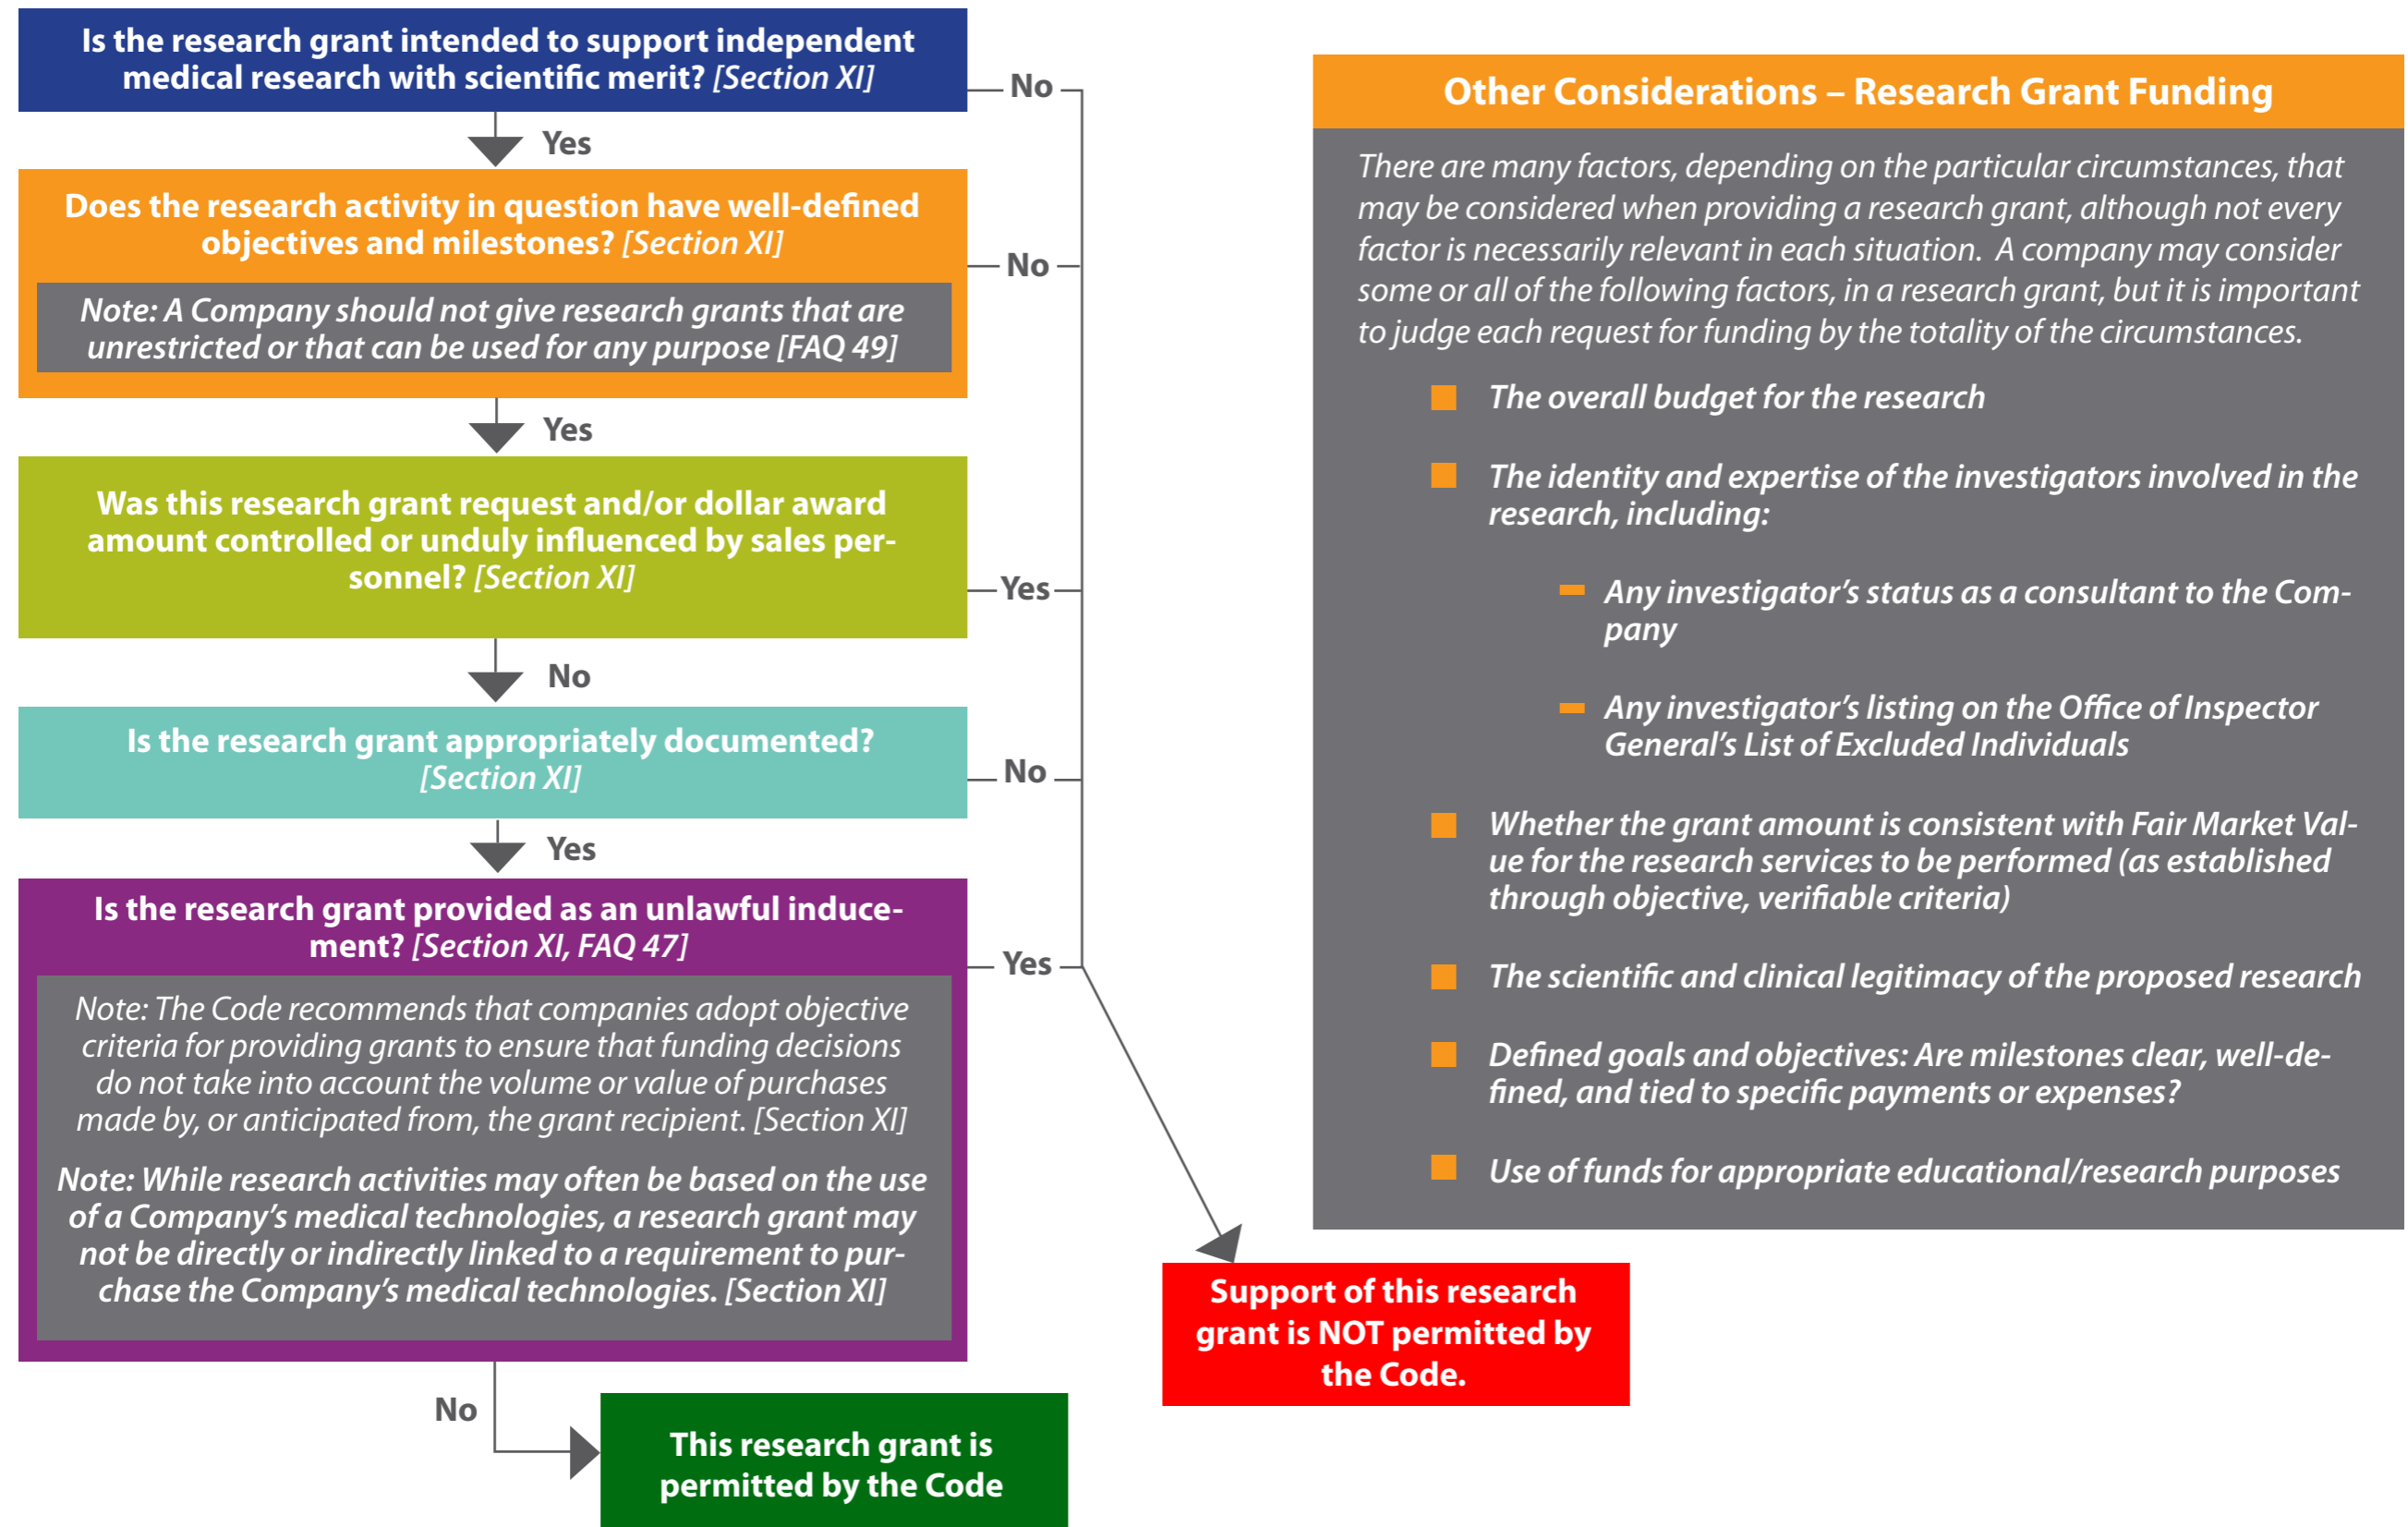 Is the research grant intended to support independent
medical research with scientific merit? [Section XI]
No
Yes
Does the research activity in question have well-defined
objectives and milestones? [Section XI]
No
Note: A Company should not give research grants that are
unrestricted or that can be used for any purpose [FAQ 49]
Yes
Was this research grant request and/or dollar award
amount controlled or unduly influenced by sales per-
sonnel? [Section XI]
Yes
No
Is the research grant appropriately documented?
[Section XI]
No
Yes
Is the research grant provided as an unlawful induce-
ment? [Section XI, FAQ 47]
Yes
Note: The Code recommends that companies adopt objective
criteria for providing grants to ensure that funding decisions
do not take into account the volume or value of purchases
made by, or anticipated from, the grant recipient. [Section XI]
Note: While research activities may often be based on the use
of a Company's medical technologies, a research grant may
not be directly or indirectly linked to a requirement to pur-
chase the Company's medical technologies. [Section XI]
No
This research grant is
permitted by the Code
Support of this research
grant is NOT permitted by
the Code.
Other Considerations – Research Grant Funding
There are many factors, depending on the particular circumstances, that
may be considered when providing a research grant, although not every
factor is necessarily relevant in each situation.  A company may consider
some or all of the following factors, in a research grant, but it is important
to judge each request for funding by the totality of the circumstances.
The overall budget for the research
The identity and expertise of the investigators involved in the
research, including:
Any investigator's status as a consultant to the Com-
pany
Any investigator's listing on the Office of Inspector
General's List of Excluded Individuals
Whether the grant amount is consistent with Fair Market Val-
ue for the research services to be performed (as established
through objective, verifiable criteria)
The scientific and clinical legitimacy of the proposed research
Defined goals and objectives: Are milestones clear, well-de-
fined, and tied to specific payments or expenses?
Use of funds for appropriate educational/research purposes